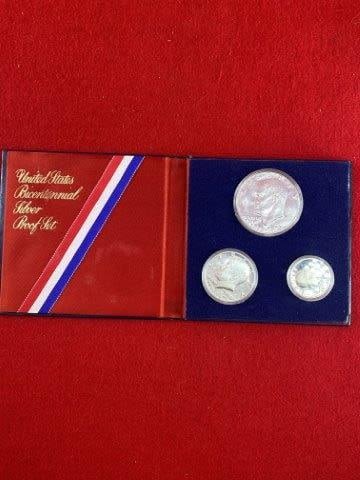 United States
Bicentennial
Silver
Proof Set